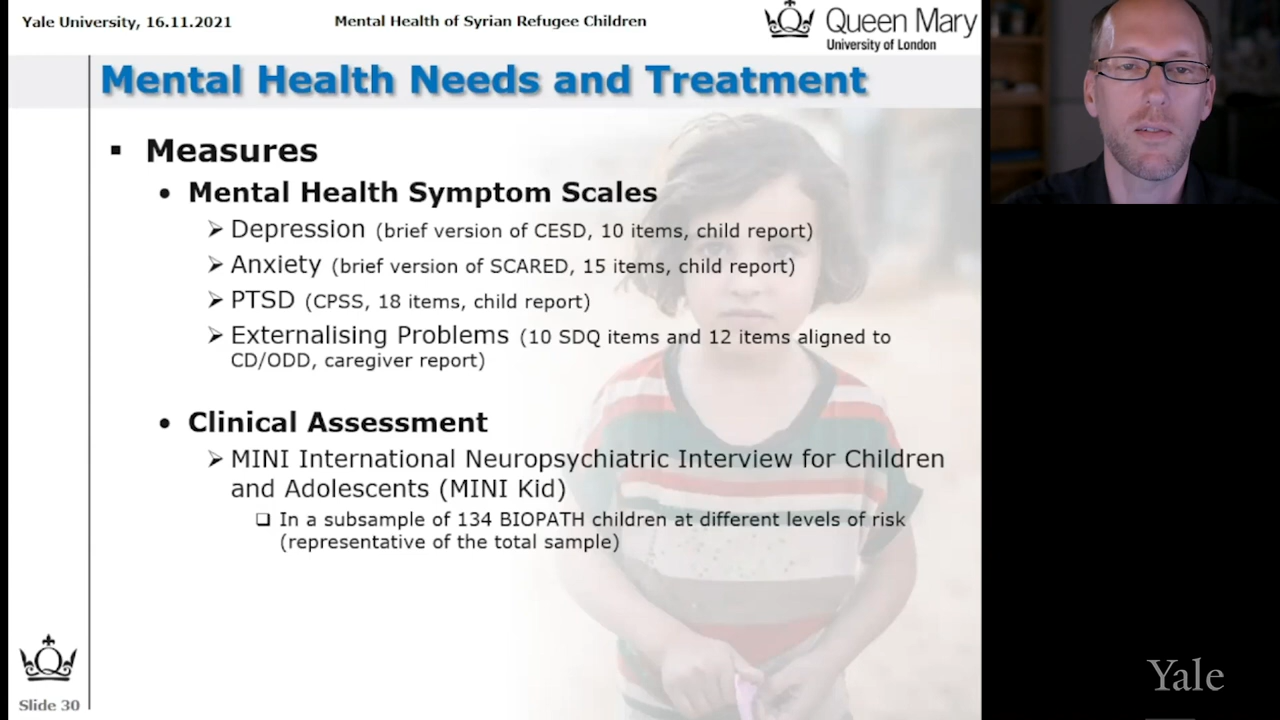 Yale University, 16.11.2021
Mental Health of Syrian Refugee Children
Queen Mary
University of London
Mental Health Needs and Treatment
▪ Measures
• Mental Health Symptom Scales
➢ Depression (brief version of CESD, 10 items, child report)
➢ Anxiety (brief version of SCARED, 15 items, child report)
➢ PTSD (CPSS, 18 items, child report)
➢ Externalising Problems (10 SDQ items and 12 items aligned to
CD/ODD, caregiver report)
• Clinical Assessment
➢ MINI International Neuropsychiatric Interview for Children
and Adolescents (MINI Kid)
❑ In a subsample of 134 BIOPATH children at different levels of risk
(representative of the total sample)
Slide 30
Yale